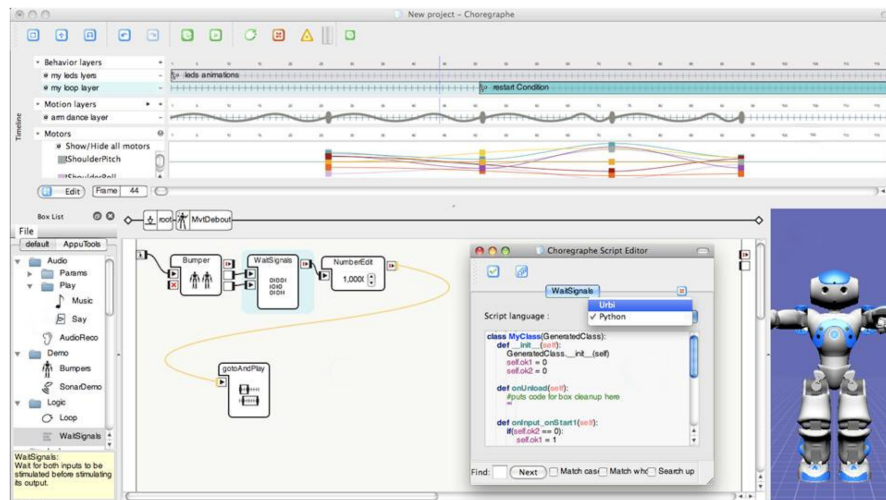 New project – Choregraphe
Behavior layers
my leds lyers
leds animations
my loop layer
restart Condition
Motion layers
arm dance layer
Motors
Show/Hide all motors
lShoulderPitch
lShoulderRoll
Timeline
Edit
Frame 44
Box List
File
default AppuTools
Audio
Params
Play
Music
Say
AudioReco
Demo
Bumpers
SonarDemo
Logic
Loop
WaitSignals
WaitSignals:
Wait for both inputs to be
stimulated before stimulating
its output.
root MvtDebout
Bumper
WaitSignals
NumberEdit
1,000
gotoAndPlay
Choregraphe Script Editor
WaitSignals
Script language :
Urbi
✓ Python
class MyClass(GeneratedClass):
def __init__(self):
GeneratedClass.__init__(self)
self.ok1 = 0
self.ok2 = 0
def onUnload(self):
#puts code for box cleanup here
def onInput_onStart1(self):
if(self.ok2 == 0):
self.ok1 = 1
Find: Next Match case Match who Search up